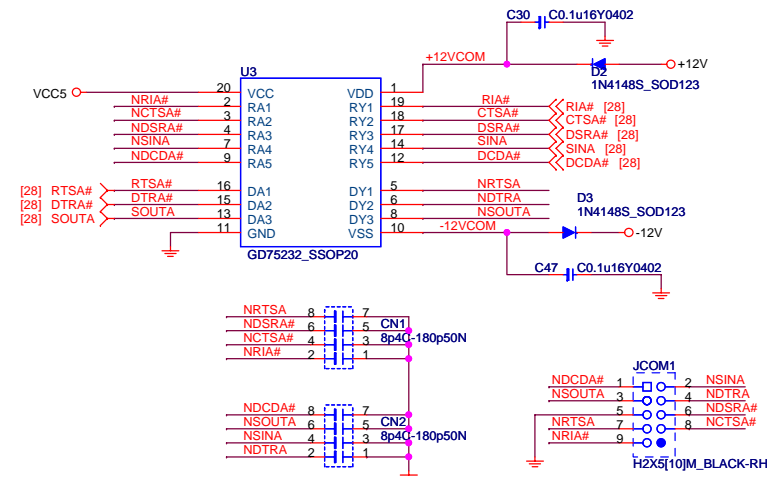 C30 C0.1u16Y0402
+12VCOM
+12V
D2
1N4148S_SOD123
U3
VCC5
20 VCC VDD 1
NRIA# 2 RA1 RY1 19 RIA# RIA# [28]
NCTSA# 3 RA2 RY2 18 CTSA# CTSA# [28]
NDSRA# 4 RA3 RY3 17 DSRA# DSRA# [28]
NSINA 7 RA4 RY4 14 SINA SINA [28]
NDCDA# 9 RA5 RY5 12 DCDA# DCDA# [28]
[28] RTSA# RTSA# 16 DA1 DY1 5 NRTSA
[28] DTRA# DTRA# 15 DA2 DY2 6 NDTRA
[28] SOUTA SOUTA 13 DA3 DY3 8 NSOUTA
11 GND VSS 10 -12VCOM
GD75232_SSOP20
D3
1N4148S_SOD123
-12V
C47 C0.1u16Y0402
NRTSA 8 7
NDSRA# 6 5 CN1
NCTSA# 4 3 8p4C-180p50N
NRIA# 2 1
NDCDA# 8 7
NSOUTA 6 5 CN2
NSINA 4 3 8p4C-180p50N
NDTRA 2 1
JCOM1
NDCDA# 1 2 NSINA
NSOUTA 3 4 NDTRA
5 6 NDSRA#
NRTSA 7 8 NCTSA#
NRIA# 9
H2X5[10]M_BLACK-RH